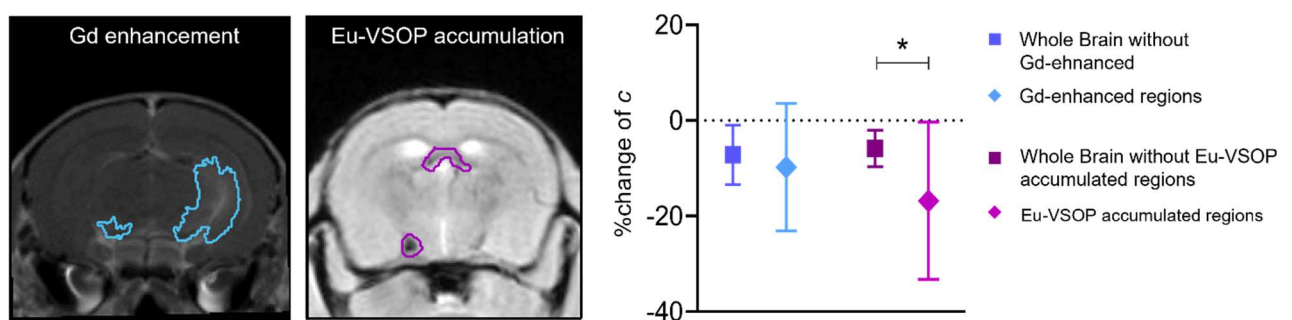 Gd enhancement
Eu-VSOP accumulation
%change of c
20
0
-20
-40
*
Whole Brain without
Gd-ehnanced
Gd-enhanced regions
Whole Brain without Eu-VSOP
accumulated regions
Eu-VSOP accumulated regions